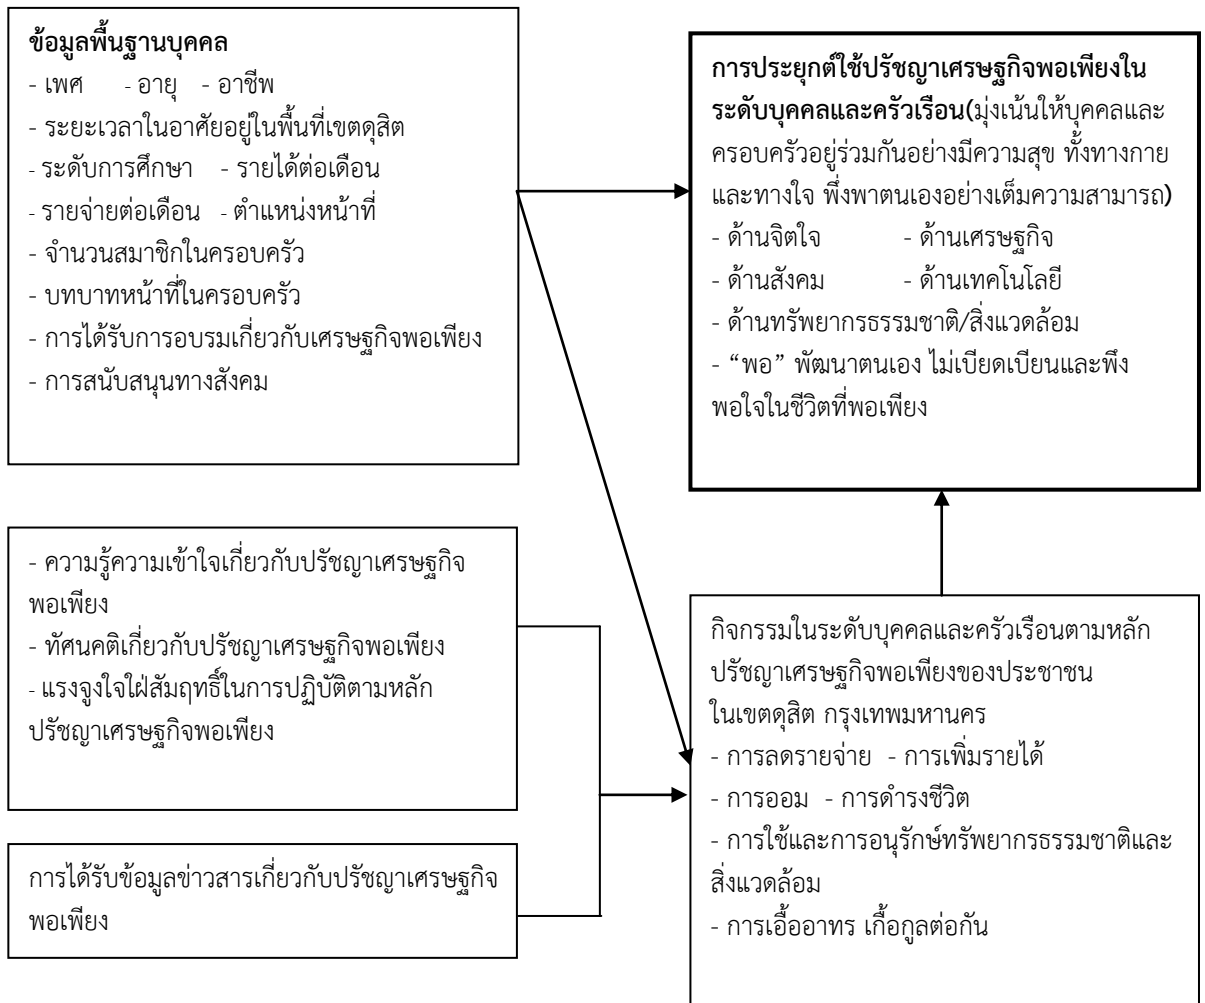 ข้อมูลพื้นฐานบุคคล
- เพศ - อายุ - อาชีพ
- ระยะเวลาในอาศัยอยู่ในพื้นที่เขตดุสิต
- ระดับการศึกษา - รายได้ต่อเดือน
- รายจ่ายต่อเดือน - ตำแหน่งหน้าที่
- จำนวนสมาชิกในครอบครัว
- บทบาทหน้าที่ในครอบครัว
- การได้รับการอบรมเกี่ยวกับเศรษฐกิจพอเพียง
- การสนับสนุนทางสังคม
การประยุกต์ใช้ปรัชญาเศรษฐกิจพอเพียงใน
ระดับบุคคลและครัวเรือน(มุ่งเน้นให้บุคคลและ
ครอบครัวอยู่ร่วมกันอย่างมีความสุข ทั้งทางกาย
และทางใจ พึ่งพาตนเองอย่างเต็มความสามารถ)
- ด้านจิตใจ - ด้านเศรษฐกิจ
- ด้านสังคม - ด้านเทคโนโลยี
- ด้านทรัพยากรธรรมชาติ/สิ่งแวดล้อม
- “พอ” พัฒนาตนเอง ไม่เบียดเบียนและพึง
พอใจในชีวิตที่พอเพียง
- ความรู้ความเข้าใจเกี่ยวกับปรัชญาเศรษฐกิจ
พอเพียง
- ทัศนคติเกี่ยวกับปรัชญาเศรษฐกิจพอเพียง
- แรงจูงใจใฝ่สัมฤทธิ์ในการปฏิบัติตามหลัก
ปรัชญาเศรษฐกิจพอเพียง
การได้รับข้อมูลข่าวสารเกี่ยวกับปรัชญาเศรษฐกิจ
พอเพียง
กิจกรรมในระดับบุคคลและครัวเรือนตามหลัก
ปรัชญาเศรษฐกิจพอเพียงของประชาชน
ในเขตดุสิต กรุงเทพมหานคร
- การลดรายจ่าย - การเพิ่มรายได้
- การออม - การดำรงชีวิต
- การใช้และการอนุรักษ์ทรัพยากรธรรมชาติและ
สิ่งแวดล้อม
- การเอื้ออาทร เกื้อกูลต่อกัน